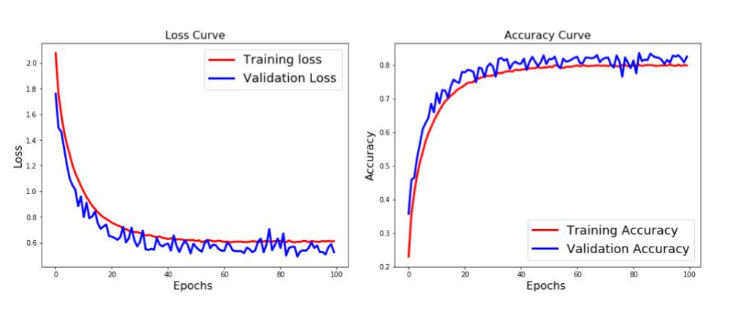 Loss Curve
Training loss
Validation Loss
2.0
1.8
1.6
1.4
1.2
1.0
0.8
0.6
Loss
0
20
40
60
80
100
Epochs
Accuracy Curve
Training Accuracy
Validation Accuracy
0.8
0.7
0.6
0.5
0.4
0.3
0.2
Accuracy
0
20
40
60
80
100
Epochs